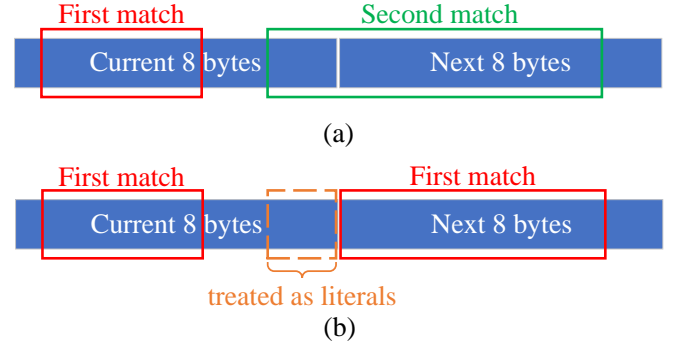 First match Second match
Current 8 bytes Next 8 bytes
(a)
First match First match
Current 8 bytes Next 8 bytes
treated as literals
(b)